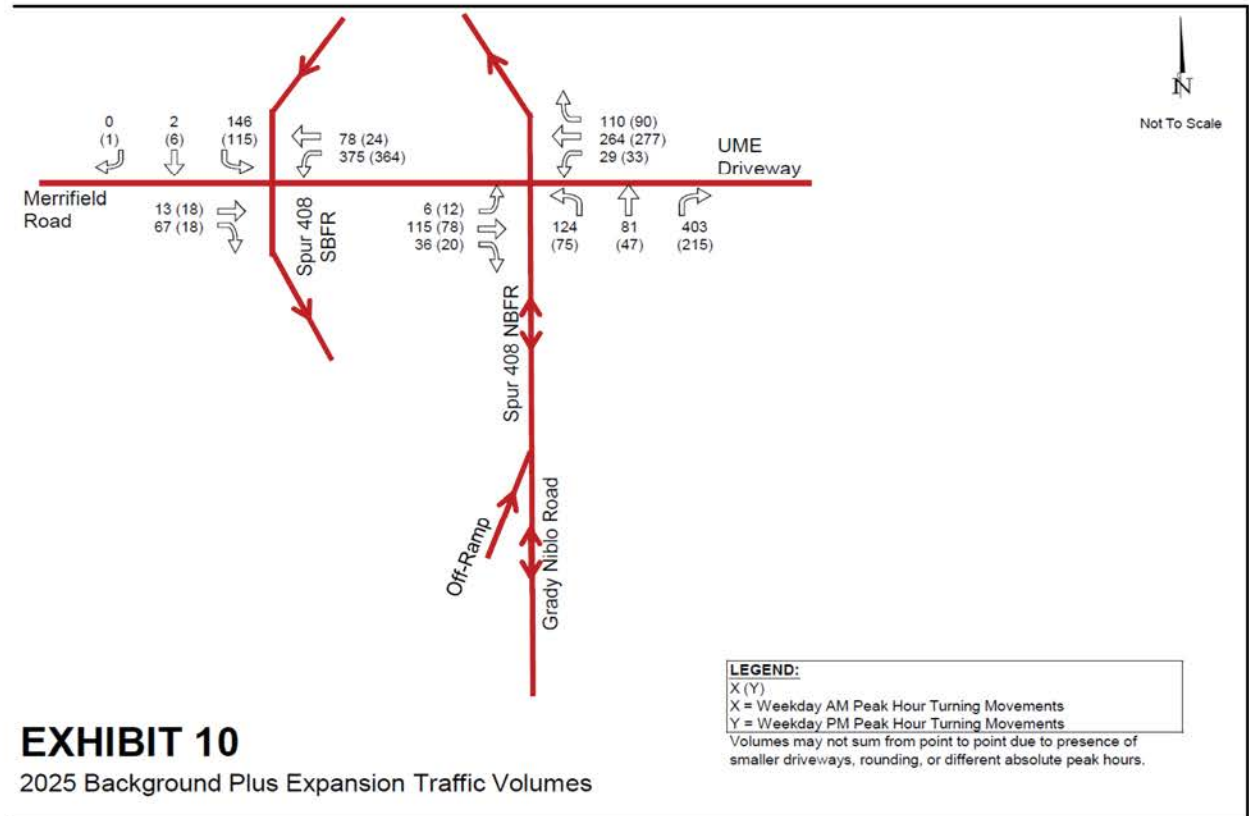 N
Not To Scale
0 2 146
(1) (6) (115)
78 (24)
375 (364)
110 (90)
264 (277)
29 (33)
UME
Driveway
Merrifield
Road
13 (18)
67 (18)
Spur 408
SBFR
6 (12)
115 (78)
36 (20)
124 81 403
(75) (47) (215)
Spur 408 NBFR
Off-Ramp
Grady Niblo Road
LEGEND:
X (Y)
X = Weekday AM Peak Hour Turning Movements
Y = Weekday PM Peak Hour Turning Movements
Volumes may not sum from point to point due to presence of
smaller driveways, rounding, or different absolute peak hours.
EXHIBIT 10
2025 Background Plus Expansion Traffic Volumes